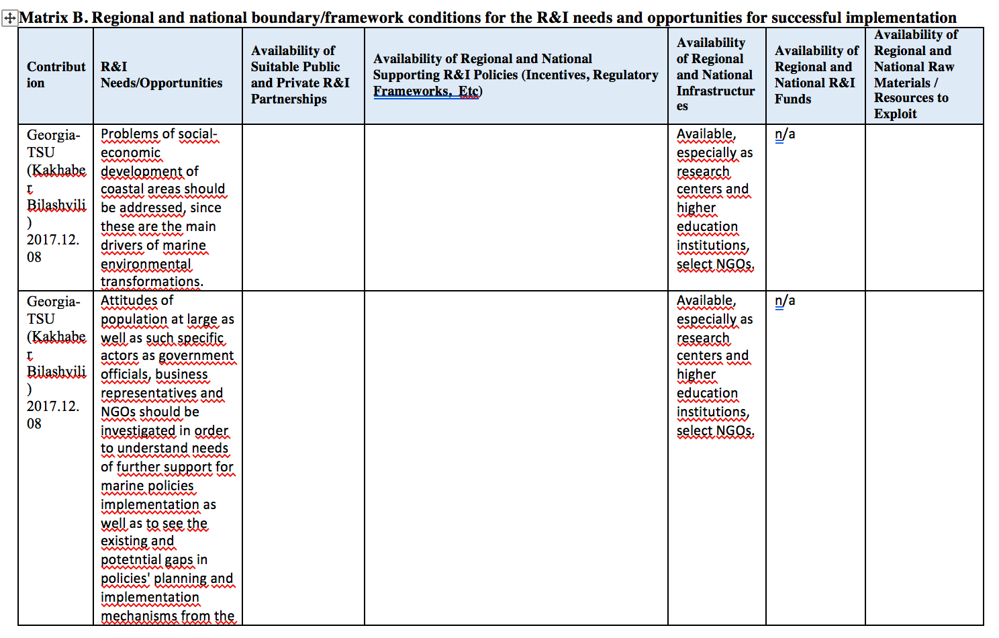 Matrix B. Regional and national boundary/framework conditions for the R&I needs and opportunities for successful implementation
Contribut
ion
R&I
Needs/Opportunities
Availability of
Suitable Public
and Private R&I
Partnerships
Availability of Regional and National
Supporting R&I Policies (Incentives, Regulatory
Frameworks, Etc)
Availability
of Regional
and National
Infrastructur
es
Availability of
Regional and
National R&I
Funds
Availability of
Regional and
National Raw
Materials /
Resources to
Exploit
Georgia-
TSU
(Kakhabe
r
Bilashvili
)
2017.12.
08
Problems of social-
economic
development of
coastal areas should
be addressed, since
these are the main
drivers of marine
environmental
transformations.
Available,
especially as
research
centers and
higher
education
institutions,
select NGOs.
n/a
Georgia-
TSU
(Kakhabe
r
Bilashvili
)
2017.12.
08
Attitudes of
population at large as
well as such specific
actors as government
officials, business
representatives and
NGOs should be
investigated in order
to understand needs
of further support for
marine policies
implementation as
well as to see the
existing and
potetntial gaps in
policies' planning and
implementation
mechanisms from the
Available,
especially as
research
centers and
higher
education
institutions,
select NGOs.
n/a